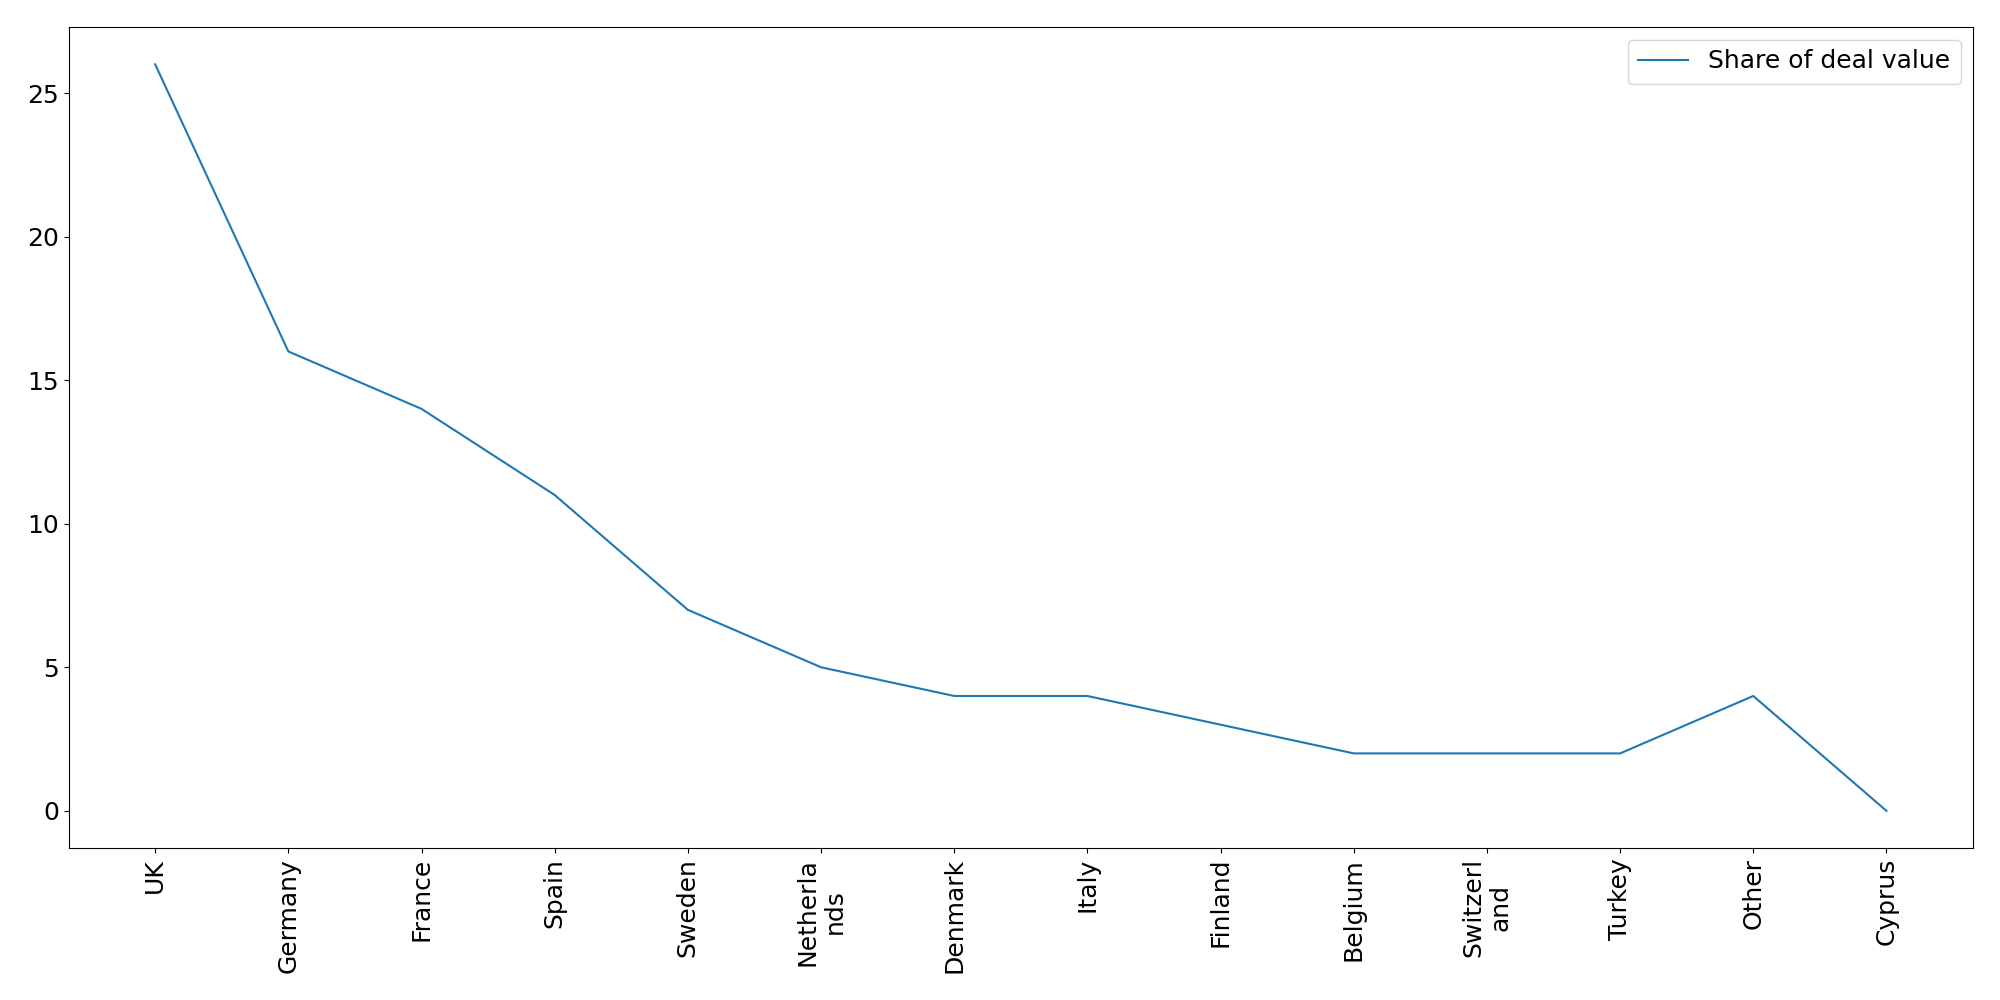 Share of deal value
25
20
15
10
5
0
UK
Germany
France
Spain
Sweden
Netherla
nds
Denmark
Italy
Finland
Belgium
Switzerl
and
Turkey
Other
Cyprus